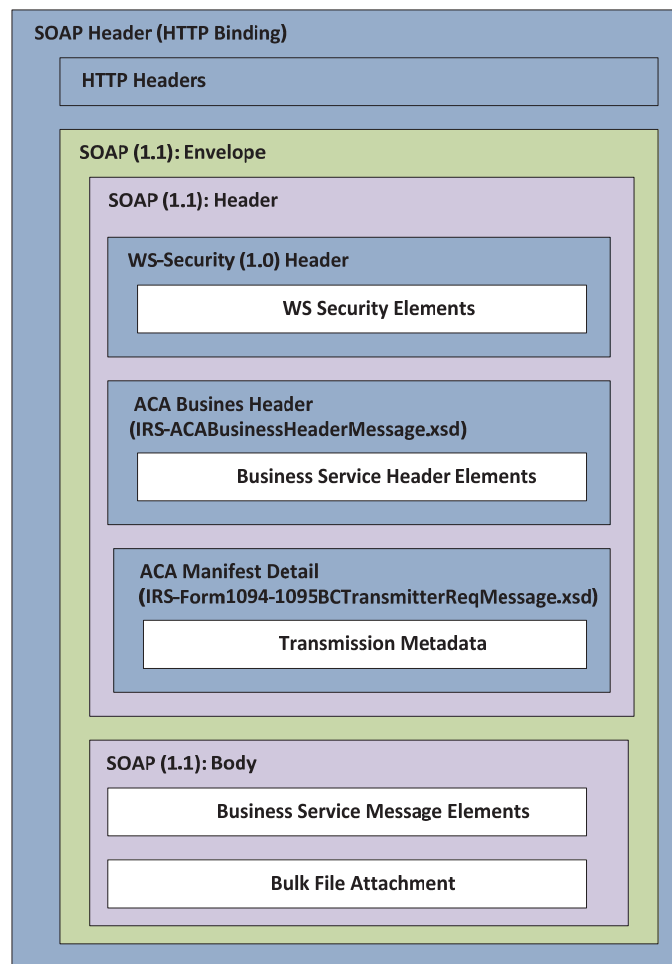 SOAP Header (HTTP Binding)
HTTP Headers
SOAP (1.1): Envelope
SOAP (1.1): Header
WS-Security (1.0) Header
WS Security Elements
ACA Busines Header
(IRS-ACABusinessHeaderMessage.xsd)
Business Service Header Elements
ACA Manifest Detail
(IRS-Form1094-1095BCTransmitterReqMessage.xsd)
Transmission Metadata
SOAP (1.1): Body
Business Service Message Elements
Bulk File Attachment